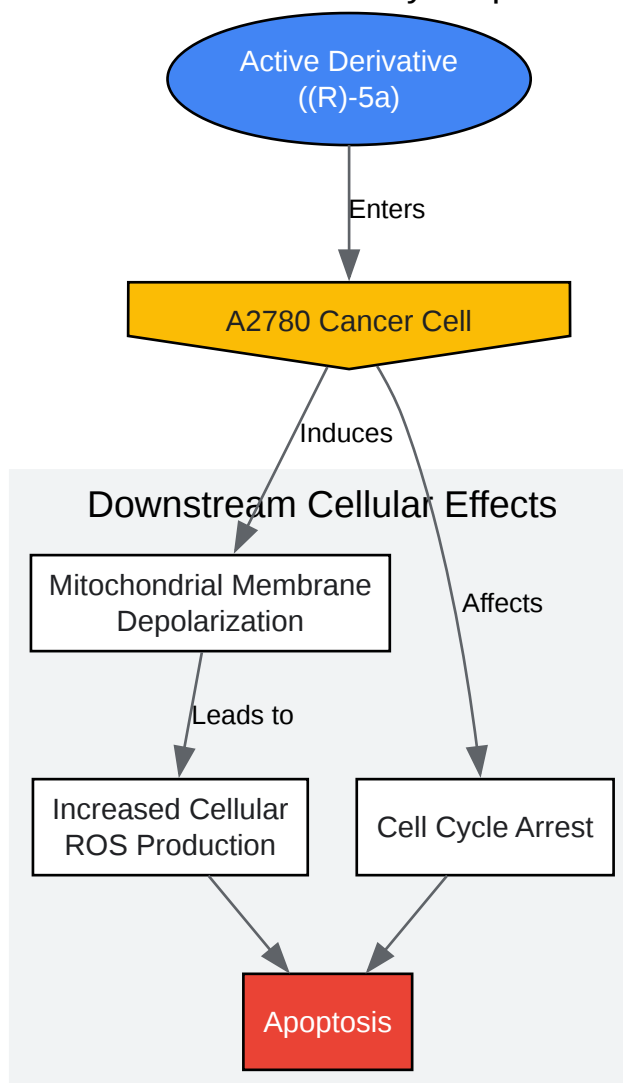 Active Derivative
((R)-5a)
Enters
A2780 Cancer Cell
Induces
Downstream Cellular Effects
Mitochondrial Membrane
Depolarization
Affects
Leads to
Increased Cellular
ROS Production
Cell Cycle Arrest
Apoptosis